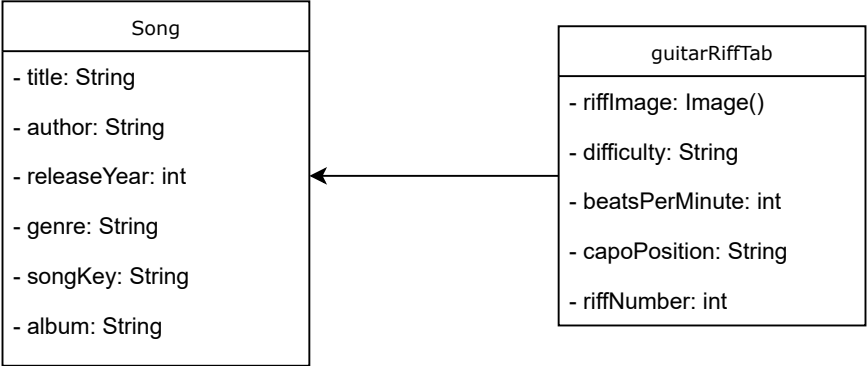 Song
- title: String
- author: String
- releaseYear: int
- genre: String
- songKey: String
- album: String
guitarRiffTab
- riffImage: Image()
- difficulty: String
- beatsPerMinute: int
- capoPosition: String
- riffNumber: int